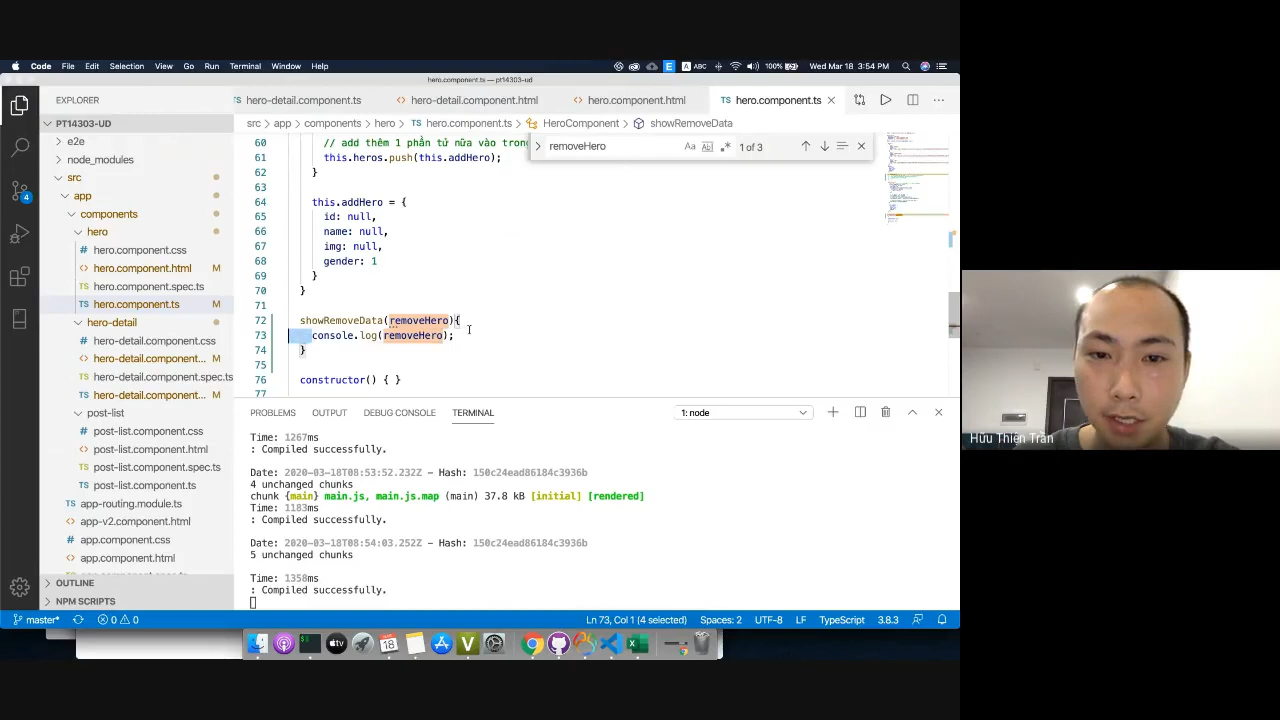 Code File Edit Selection View Go Run Terminal Window Help
E ABC 100% Wed Mar 18 3:54 PM
hero.component.ts — pt14303-ud
EXPLORER
PT14303-UD
e2e
node_modules
src
app
components
hero
# hero.component.css
<> hero.component.html M
<> hero.component.spec.ts
TS hero.component.ts M
hero-detail
# hero-detail.component.css
<> hero-detail.component... M
TS hero-detail.component.spec.ts
TS hero-detail.component... M
post-list
# post-list.component.css
<> post-list.component.html
TS post-list.component.spec.ts
TS post-list.component.ts
TS app-routing.module.ts
<> app-v2.component.html
# app.component.css
<> app.component.html
OUTLINE
NPM SCRIPTS
4
hero-detail.component.ts <> hero-detail.component.html <> hero.component.html TS hero.component.ts
src > app > components > hero > TS hero.component.ts > HeroComponent > showRemoveData
removeHero Aa Abl .* 1 of 3
60 // add thêm 1 phần tử nữa vào trong
61 this.heros.push(this.addHero);
62 }
63
64 this.addHero = {
65 id: null,
66 name: null,
67 img: null,
68 gender: 1
69 }
70 }
71
72 showRemoveData(removeHero){
73 console.log(removeHero);
74 }
75
76 constructor() { }
77
PROBLEMS OUTPUT DEBUG CONSOLE TERMINAL 1: node
Time: 1267ms
: Compiled successfully.
Date: 2020-03-18T08:53:52.232Z - Hash: 150c24ead86184c3936b
4 unchanged chunks
chunk {main} main.js, main.js.map (main) 37.8 kB [initial] [rendered]
Time: 1183ms
: Compiled successfully.
Date: 2020-03-18T08:54:03.252Z - Hash: 150c24ead86184c3936b
5 unchanged chunks
Time: 1358ms
: Compiled successfully.
master* 0 0 Ln 73, Col 1 (4 selected) Spaces: 2 UTF-8 LF TypeScript 3.8.3
tv 18 V X
Hữu Thiện Trần